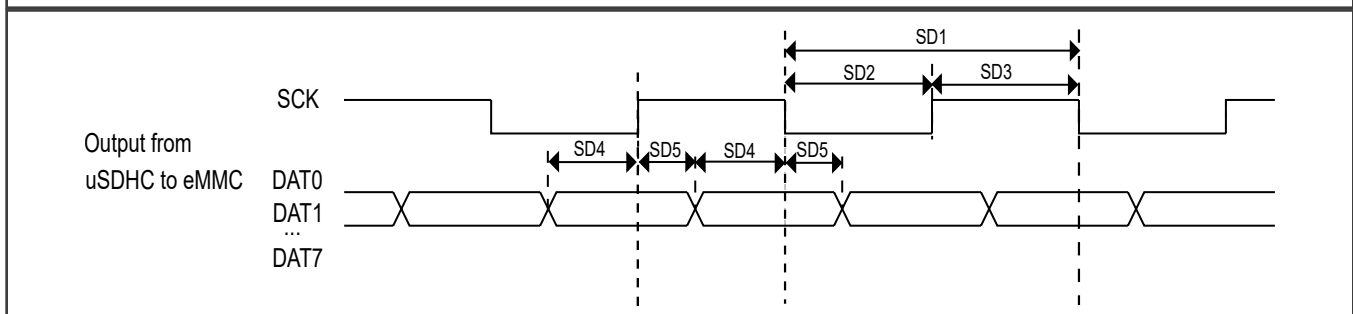 SD1
SD2 SD3
SCK
SD4 SD5 SD4 SD5
Output from
uSDHC to eMMC
DAT0
DAT1
...
DAT7